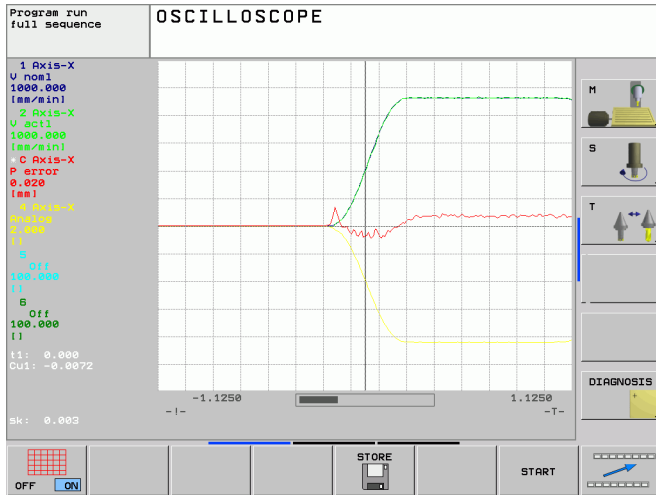 Program run
full sequence
OSCILLOSCOPE
1 Axis-X
V noml
1000.000
[mm/min]
2 Axis-X
V actl
1000.000
[mm/min]
C Axis-X
P error
0.020
[mm]
4 Axis-X
Analog
2.000
[]
5
Off
100.000
[]
6
Off
100.000
[]
t1: 0.000
Cu1: -0.0072
sk: 0.003
-1.1250
1.1250
-!-
-T-
M
S
T
DIAGNOSIS
OFF ON
STORE
START